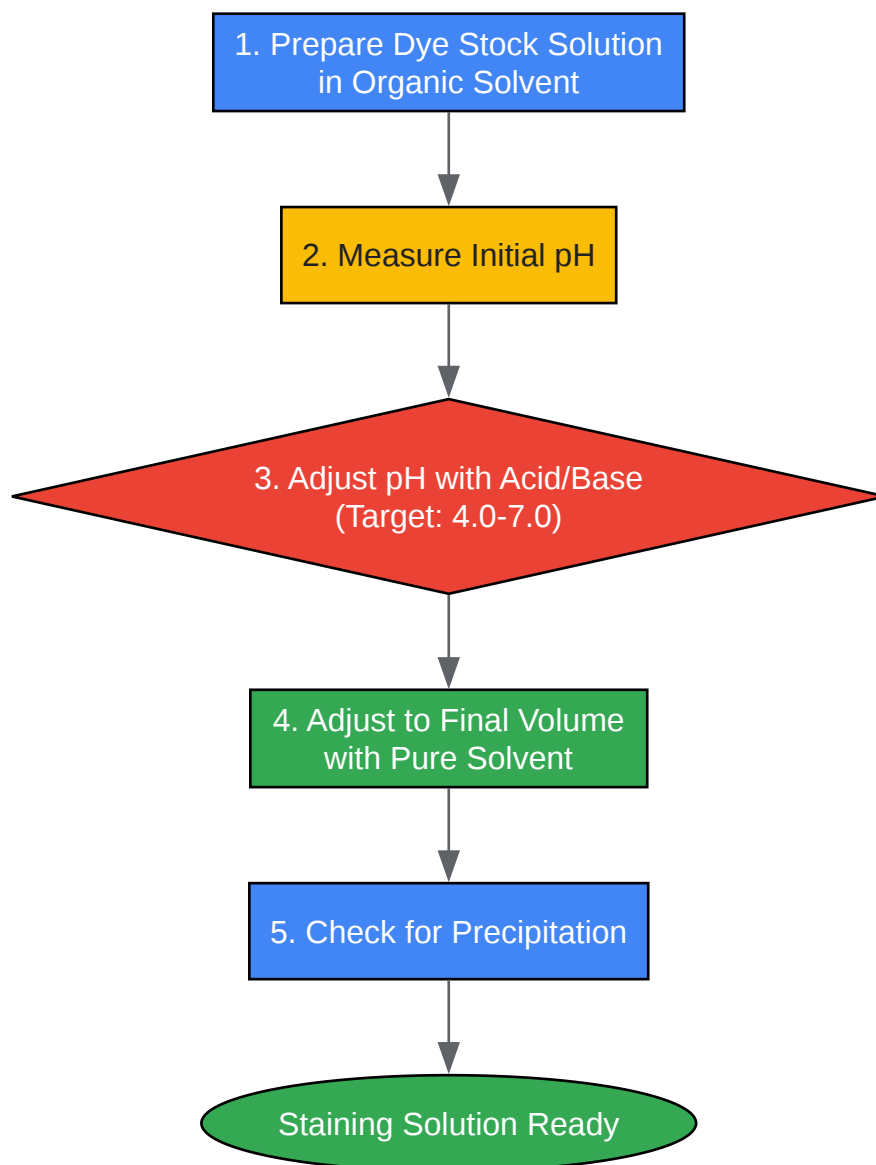 1. Prepare Dye Stock Solution
in Organic Solvent
2. Measure Initial pH
3. Adjust pH with Acid/Base
(Target: 4.0-7.0)
4. Adjust to Final Volume
with Pure Solvent
5. Check for Precipitation
Staining Solution Ready